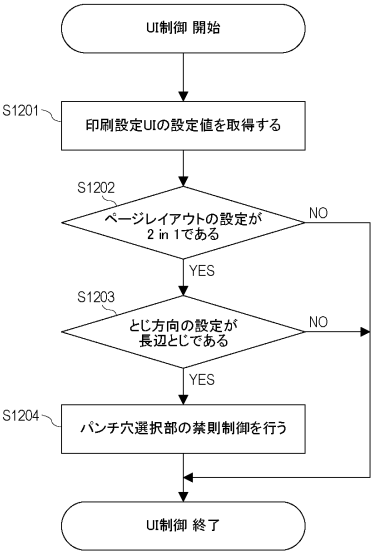 UI制御 開始
S1201
印刷設定UIの設定値を取得する
S1202
ページレイアウトの設定が
2 in 1である
NO
YES
S1203
とじ方向の設定が
長辺とじである
NO
YES
S1204
パンチ穴選択部の禁則制御を行う
UI制御 終了